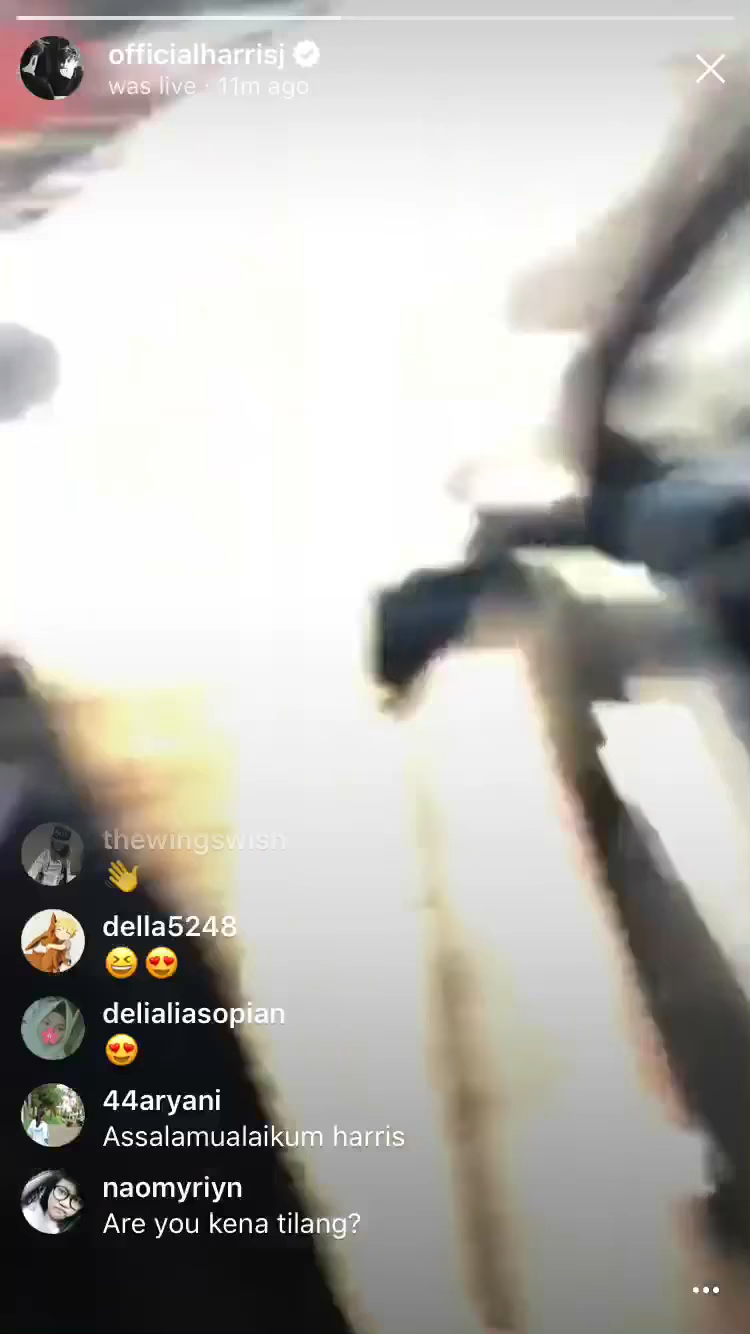 officialharrisj
was live · 11m ago
thewingswish
👋
della5248
😆😍
delialiasopian
😍
44aryani
Assalamualaikum harris
naomyriyn
Are you kena tilang?